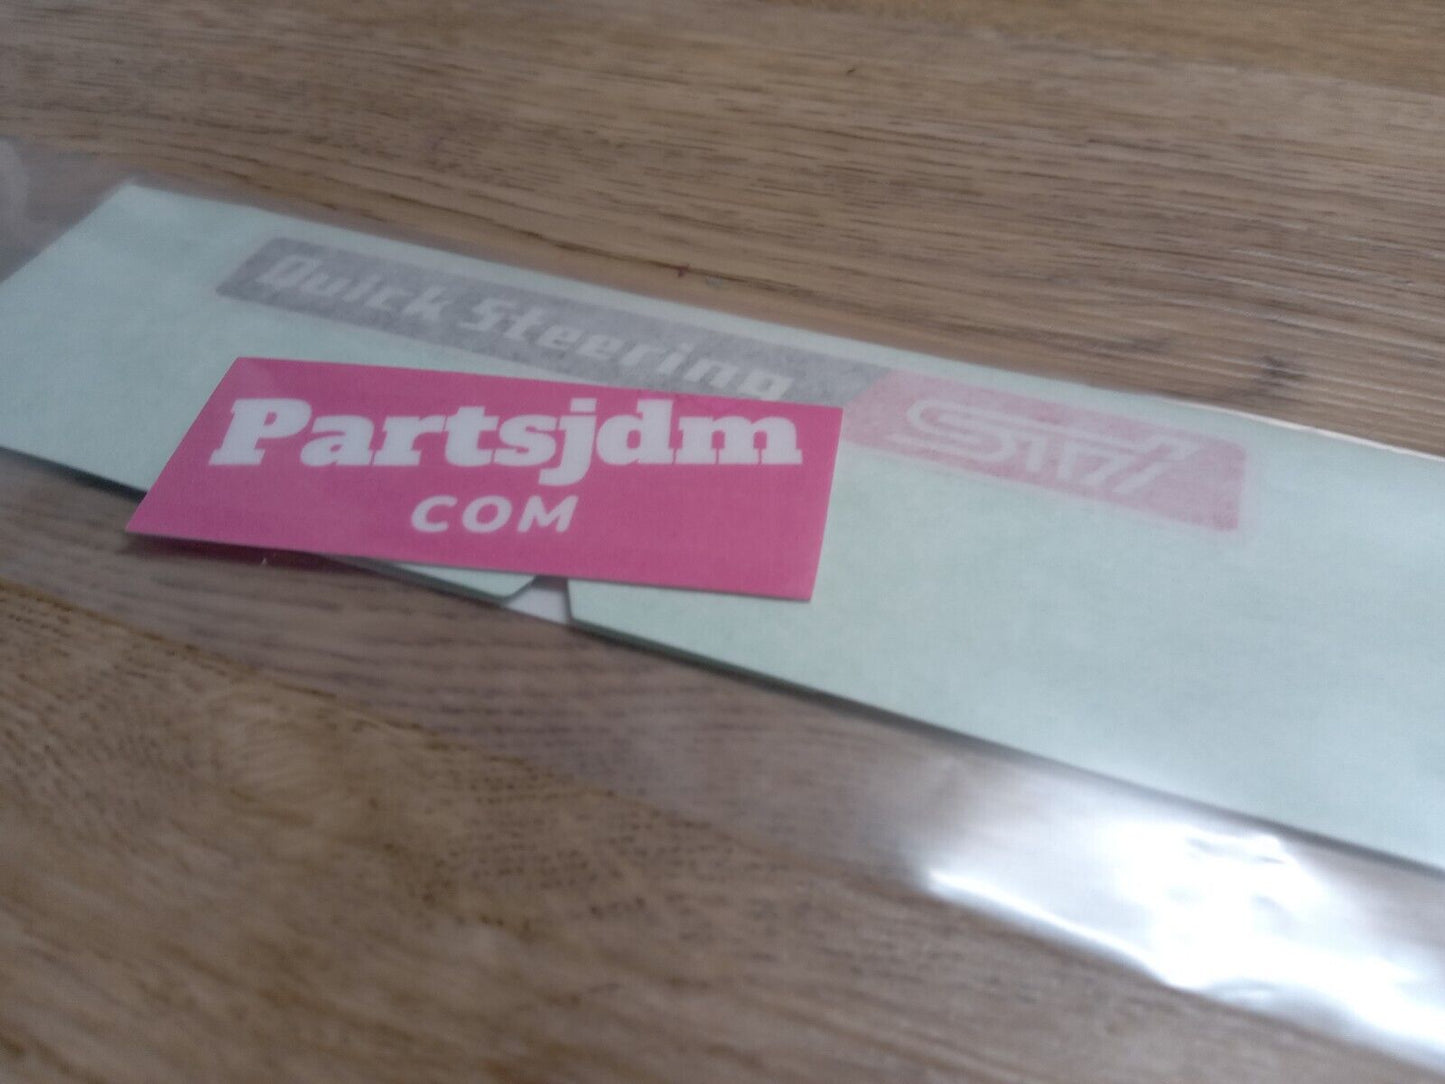 Quick Steering STI
Partsjdm
COM